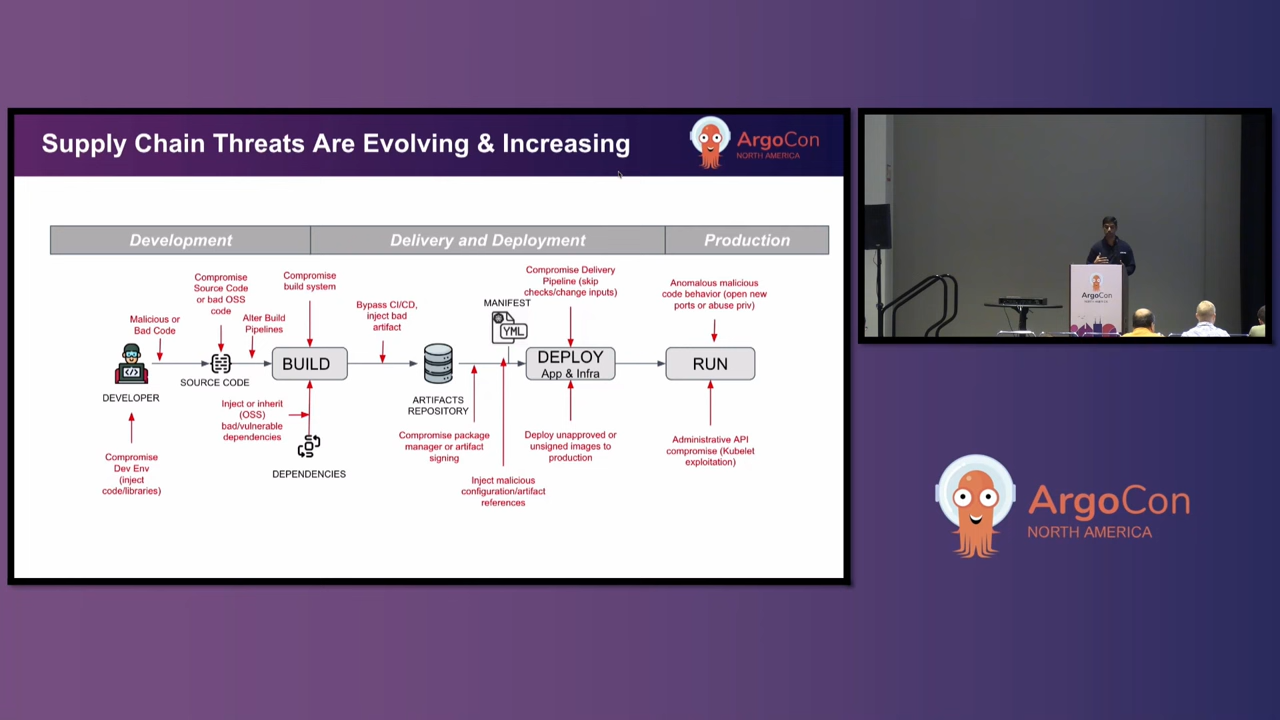 Supply Chain Threats Are Evolving & Increasing
ArgoCon
NORTH AMERICA
Development
Delivery and Deployment
Production
Malicious or
Bad Code
Compromise
Source Code
or bad OSS
code
Alter Build
Pipelines
Compromise
build system
Bypass CI/CD,
inject bad
artifact
MANIFEST
YML
Compromise Delivery
Pipeline (skip
checks/change inputs)
Anomalous malicious
code behavior (open new
ports or abuse priv)
DEVELOPER
SOURCE CODE
BUILD
ARTIFACTS
REPOSITORY
DEPLOY
App & Infra
RUN
Compromise
Dev Env
(inject
code/libraries)
Inject or inherit
(OSS)
bad/vulnerable
dependencies
DEPENDENCIES
Compromise package
manager or artifact
signing
Inject malicious
configuration/artifact
references
Deploy unapproved or
unsigned images to
production
Administrative API
compromise (Kubelet
exploitation)
ArgoCon
NORTH AMERICA
ArgoCon
NORTH AMERICA